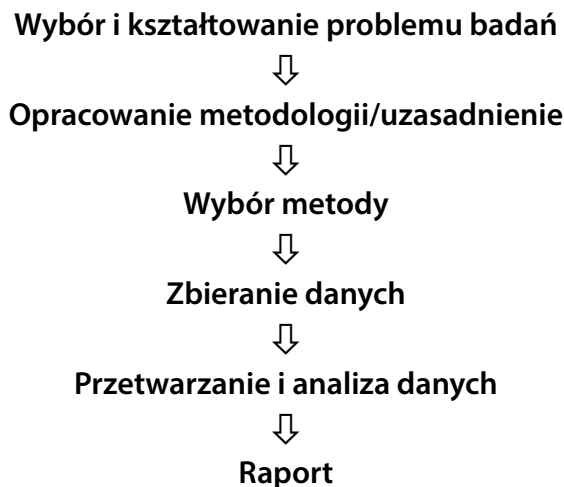 Wybór i kształtowanie problemu badań
⇩
Opracowanie metodologii/uzasadnienie
⇩
Wybór metody
⇩
Zbieranie danych
⇩
Przetwarzanie i analiza danych
⇩
Raport